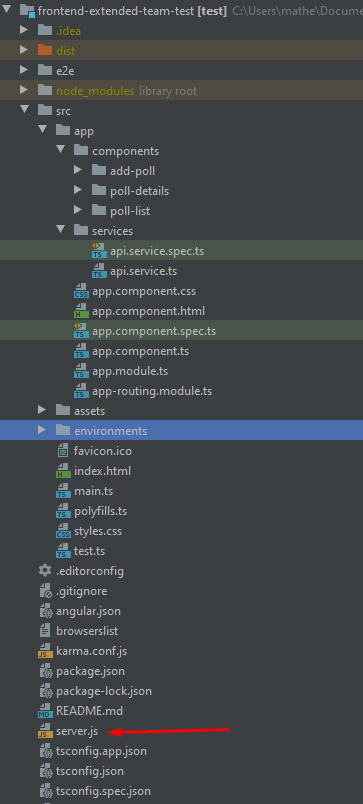 frontend-extended-team-test [test] C:\Users\mathe\Docume
.idea
dist
e2e
node_modules library root
src
app
components
add-poll
poll-details
poll-list
services
api.service.spec.ts
api.service.ts
app.component.css
app.component.html
app.component.spec.ts
app.component.ts
app.module.ts
app-routing.module.ts
assets
environments
favicon.ico
index.html
main.ts
polyfills.ts
styles.css
test.ts
.editorconfig
.gitignore
angular.json
browserslist
karma.conf.js
package.json
package-lock.json
README.md
server.js
tsconfig.app.json
tsconfig.json
tsconfig.spec.json